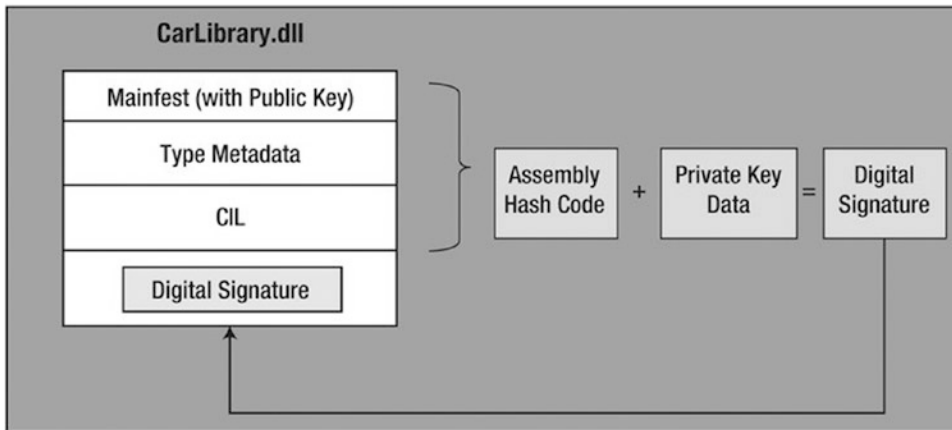 CarLibrary.dll
Mainfest (with Public Key)
Type Metadata
CIL
Digital Signature
Assembly
Hash Code
+
Private Key
Data
=
Digital
Signature